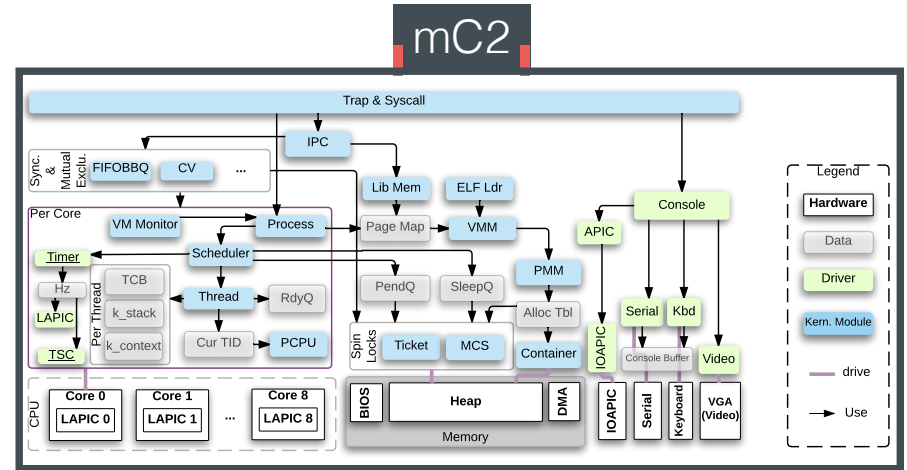 mC2
Trap & Syscall
IPC
Sync.
&
Mutual
Exclu.
FIFOBBQ
CV
...
Lib Mem
ELF Ldr
Per Core
VM Monitor
Process
Page Map
VMM
Console
APIC
Timer
Scheduler
Hz
LAPIC
TSC
Per Thread
TCB
k_stack
k_context
Thread
RdyQ
Cur TID
PCPU
PendQ
SleepQ
PMM
Alloc Tbl
Spin
Locks
Ticket
MCS
Container
IOAPIC
Serial
Kbd
Console Buffer
Video
CPU
Core 0
LAPIC 0
Core 1
LAPIC 1
...
Core 8
LAPIC 8
BIOS
Heap
DMA
Memory
IOAPIC
Serial
Keyboard
VGA
(Video)
Legend
Hardware
Data
Driver
Kern. Module
drive
Use